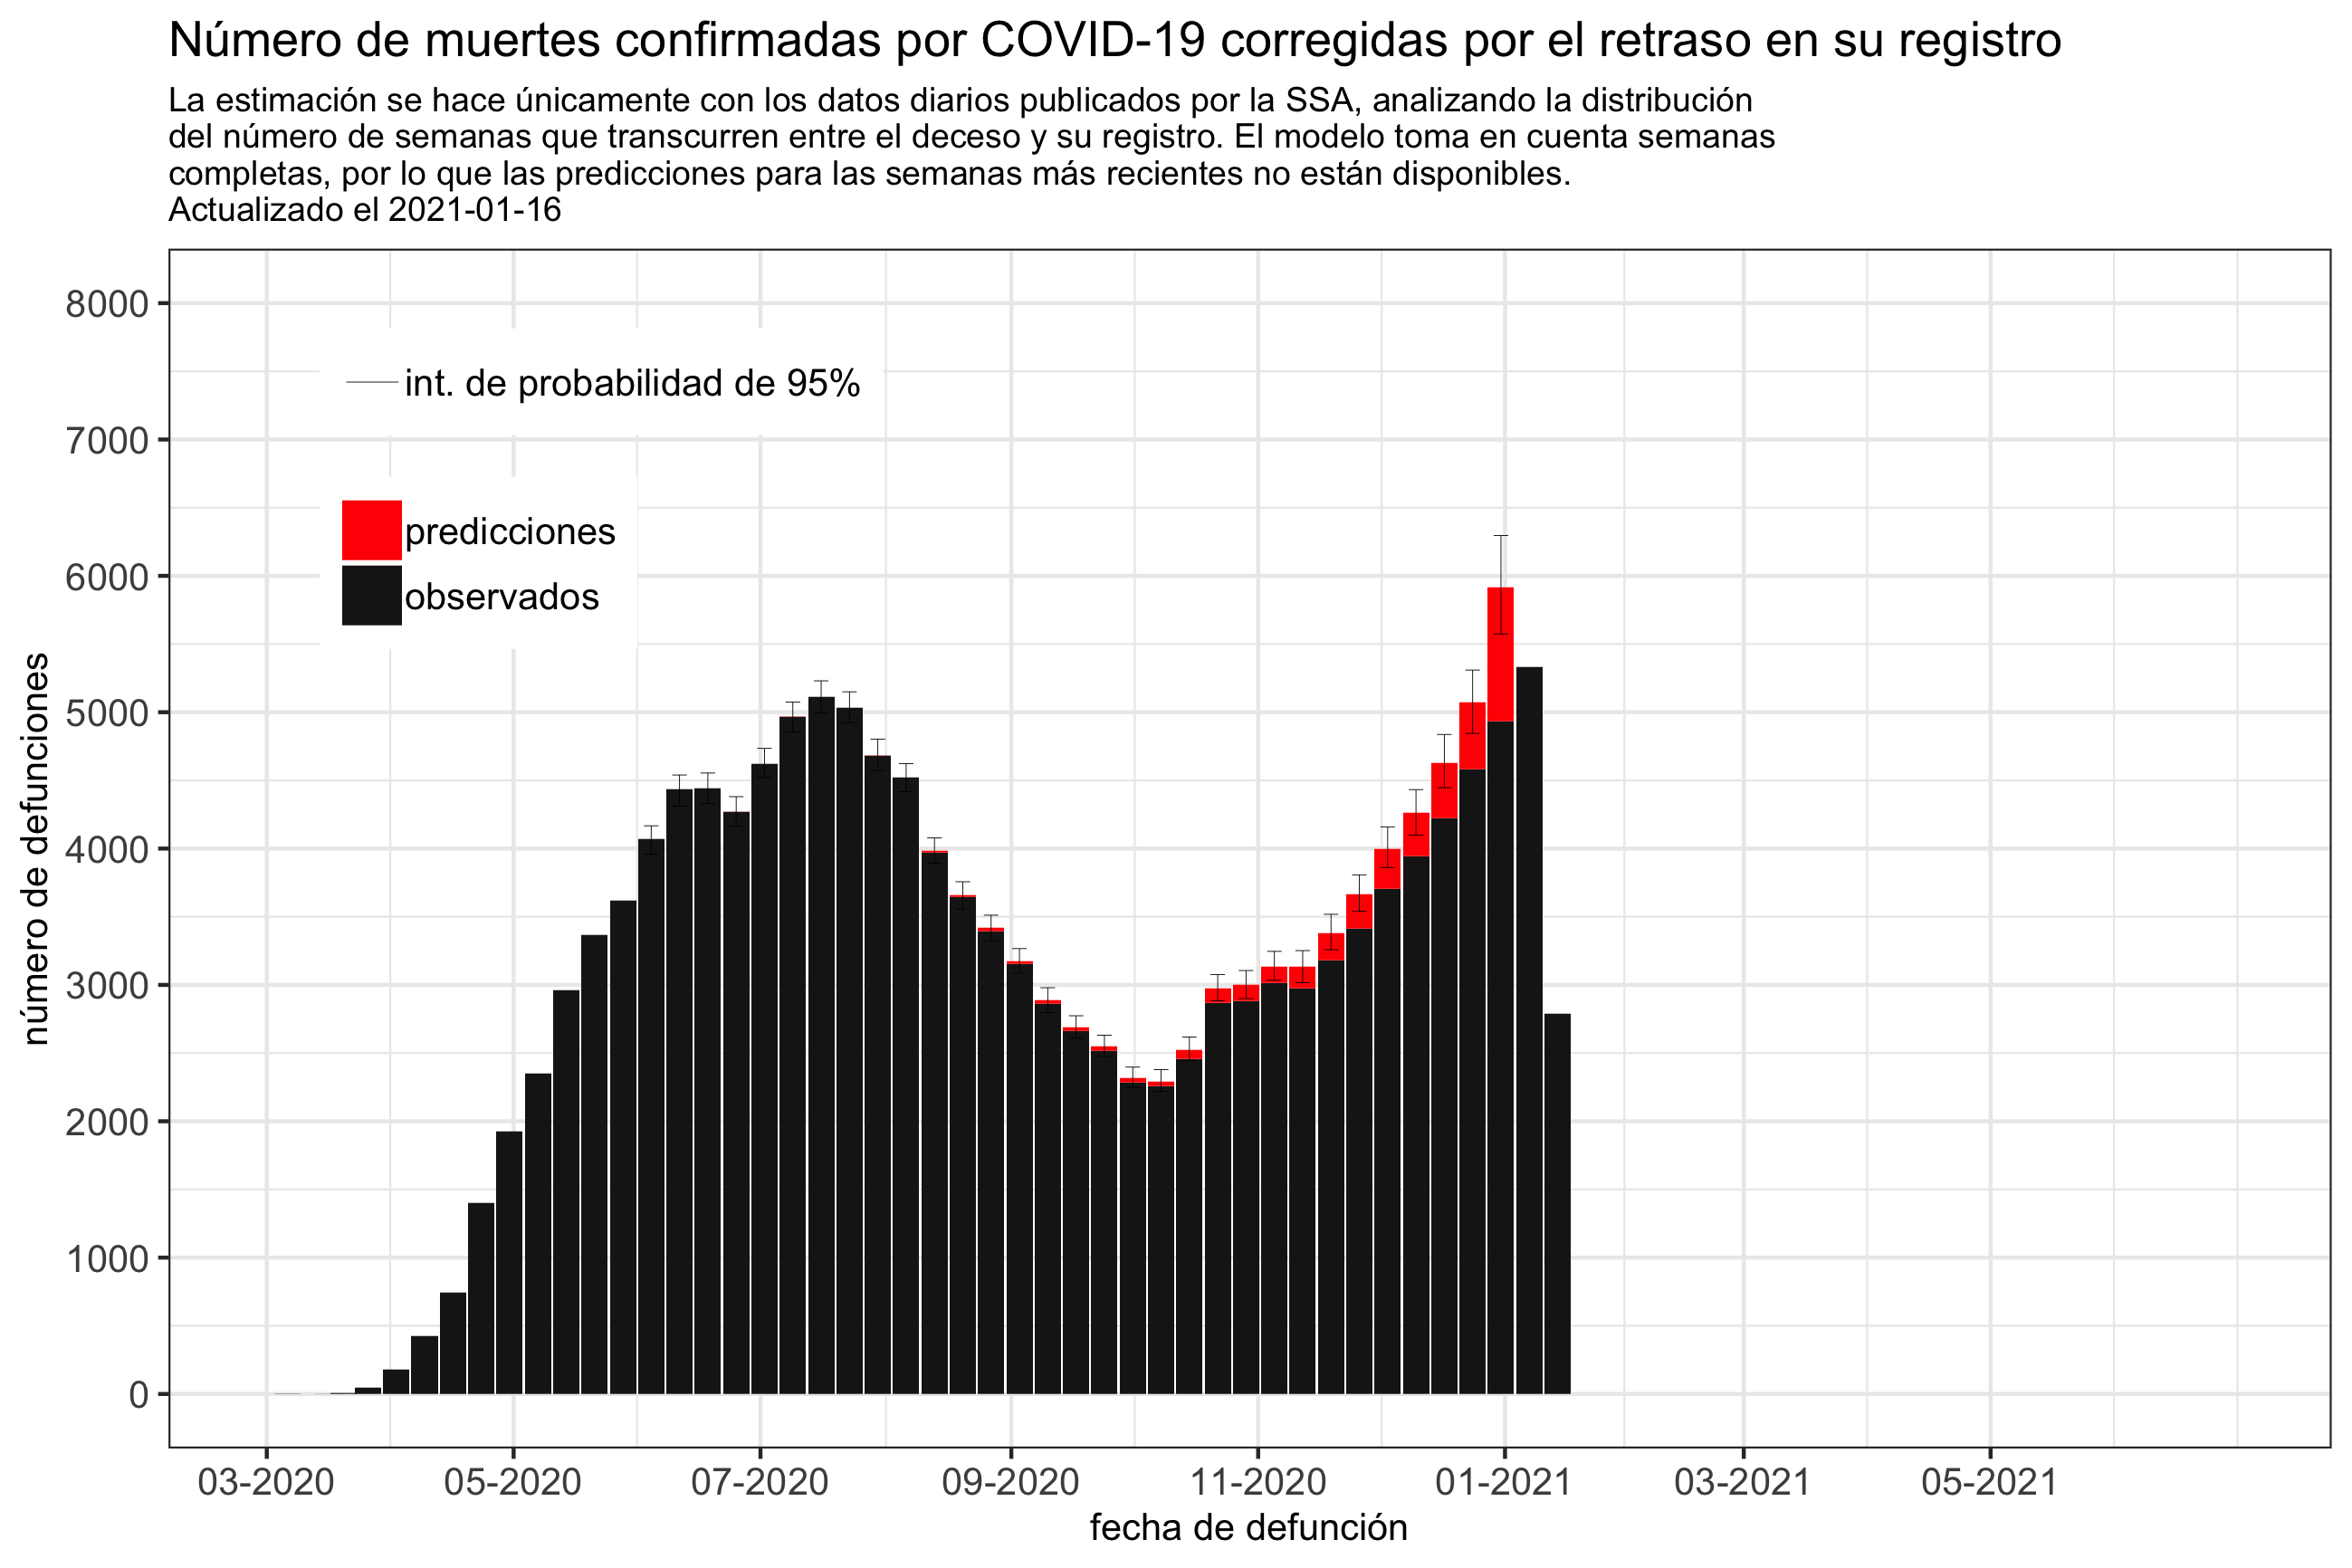 Número de muertes confirmadas por COVID-19 corregidas por el retraso en su registro
La estimación se hace únicamente con los datos diarios publicados por la SSA, analizando la distribución
del número de semanas que transcurren entre el deceso y su registro. El modelo toma en cuenta semanas
completas, por lo que las predicciones para las semanas más recientes no están disponibles.
Actualizado el 2021-01-16
8000
7000
6000
5000
4000
3000
2000
1000
0
número de defunciones
int. de probabilidad de 95%
predicciones
observados
03-2020
05-2020
07-2020
09-2020
11-2020
01-2021
03-2021
05-2021
fecha de defunción